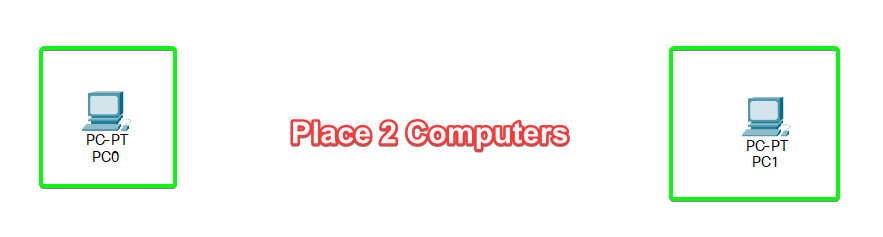 Place 2 Computers
PC-PT
PC0
PC-PT
PC1